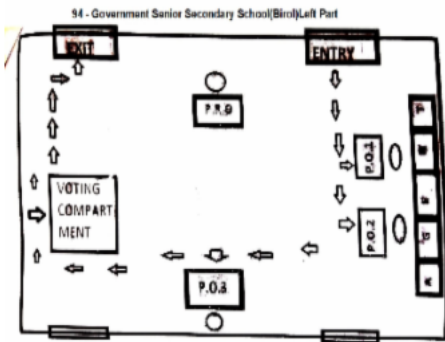 94 - Government Senior Secondary School(Birol)Left Part
EXIT
ENTRY
P.R.O
P.O.1
VOTING
COMPART
MENT
P.O.2
P.O.3